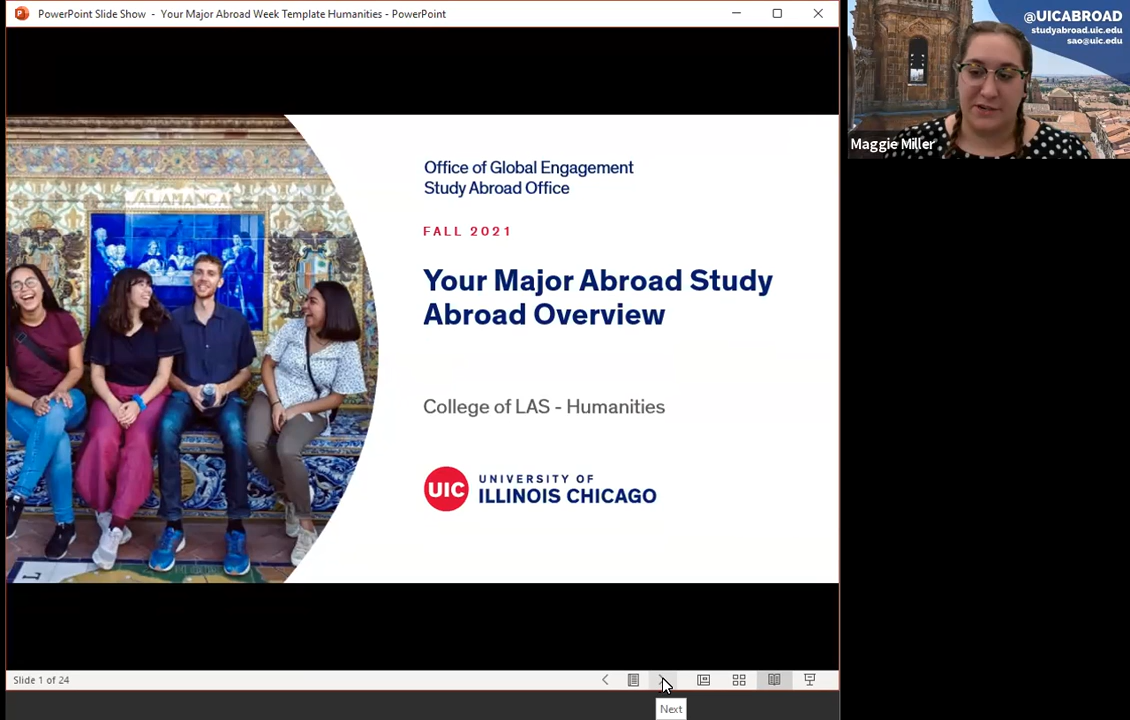 PowerPoint Slide Show - Your Major Abroad Week Template Humanities - PowerPoint
@UICABROAD
studyabroad.uic.edu
sao@uic.edu
Maggie Miller
SALAMANCA
Office of Global Engagement
Study Abroad Office
FALL 2021
Your Major Abroad Study
Abroad Overview
College of LAS - Humanities
UIC
UNIVERSITY OF
ILLINOIS CHICAGO
Slide 1 of 24
Next